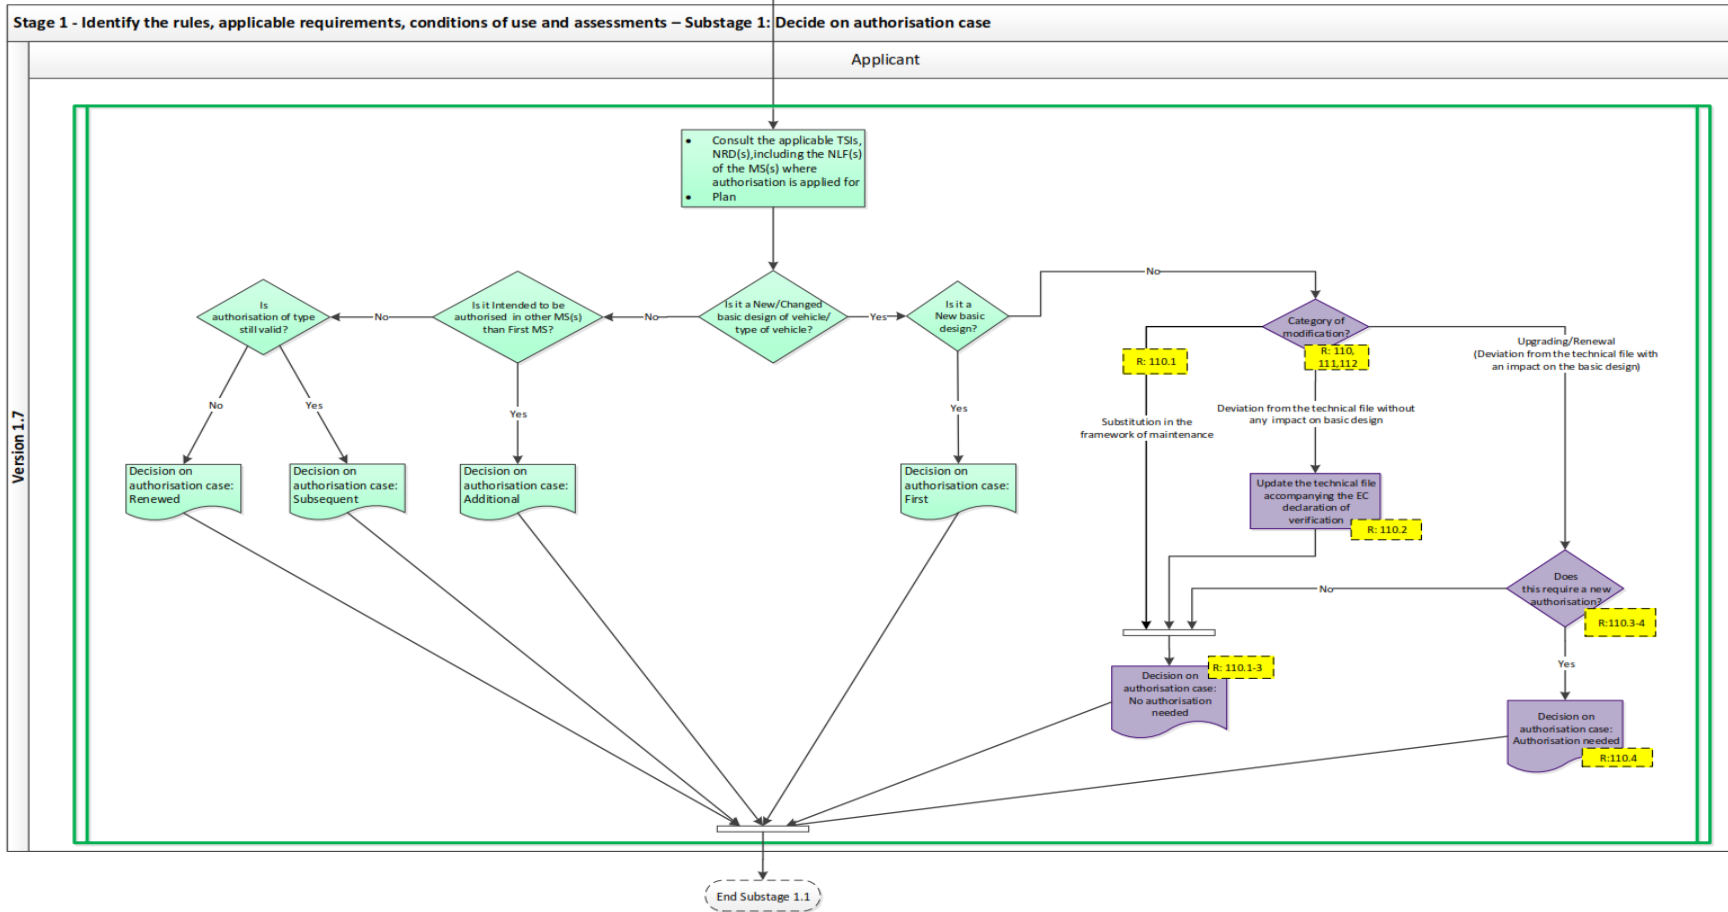 Stage 1 - Identify the rules, applicable requirements, conditions of use and assessments – Substage 1: Decide on authorisation case
Applicant
Version 1.7
• Consult the applicable TSIs,
NRD(s),including the NLF(s)
of the MS(s) where
authorisation is applied for
• Plan
Is
authorisation of type
still valid?
No
Is it Intended to be
authorised in other MS(s)
than First MS?
No
Is it a New/Changed
basic design of vehicle/
type of vehicle?
Yes
Is it a
New basic
design?
No
Category of
modification?
R: 110,
111,112
R: 110.1
Upgrading/Renewal
(Deviation from the technical file with
an impact on the basic design)
No
Yes
Yes
Yes
Substitution in the
framework of maintenance
Deviation from the technical file without
any impact on basic design
Decision on
authorisation case:
Renewed
Decision on
authorisation case:
Subsequent
Decision on
authorisation case:
Additional
Decision on
authorisation case:
First
Update the technical file
accompanying the EC
declaration of
verification
R: 110.2
No
Does
this require a new
authorisation?
R:110.3-4
Yes
R: 110.1-3
Decision on
authorisation case:
No authorisation
needed
Decision on
authorisation case:
Authorisation needed
R:110.4
End Substage 1.1